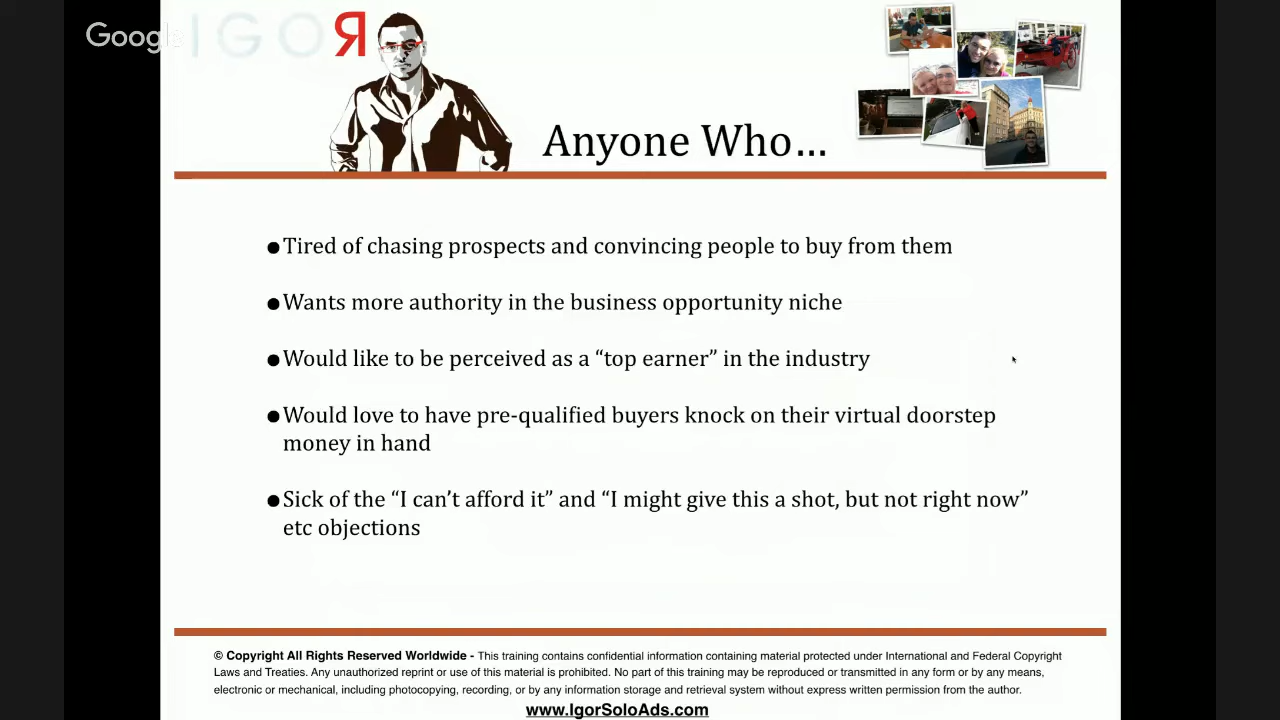 Google
IGOЯ
Anyone Who…
●Tired of chasing prospects and convincing people to buy from them
●Wants more authority in the business opportunity niche
●Would like to be perceived as a “top earner” in the industry
●Would love to have pre-qualified buyers knock on their virtual doorstep
money in hand
●Sick of the “I can’t afford it” and “I might give this a shot, but not right now”
etc objections
© Copyright All Rights Reserved Worldwide - This training contains confidential information containing material protected under International and Federal Copyright
Laws and Treaties. Any unauthorized reprint or use of this material is prohibited. No part of this training may be reproduced or transmitted in any form or by any means,
electronic or mechanical, including photocopying, recording, or by any information storage and retrieval system without express written permission from the author.
www.IgorSoloAds.com